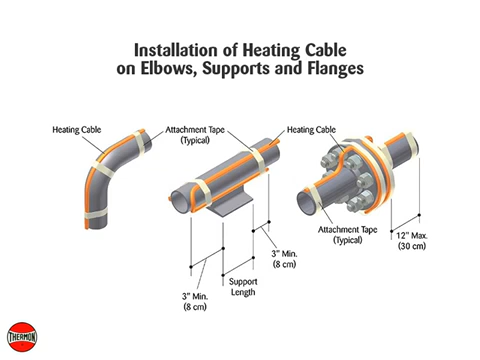 Installation of Heating Cable
on Elbows, Supports and Flanges
Heating Cable
Attachment Tape
(Typical)
Heating Cable
Attachment Tape
(Typical)
12" Max.
(30 cm)
3" Min.
(8 cm)
Support
Length
3" Min.
(8 cm)
THERMON